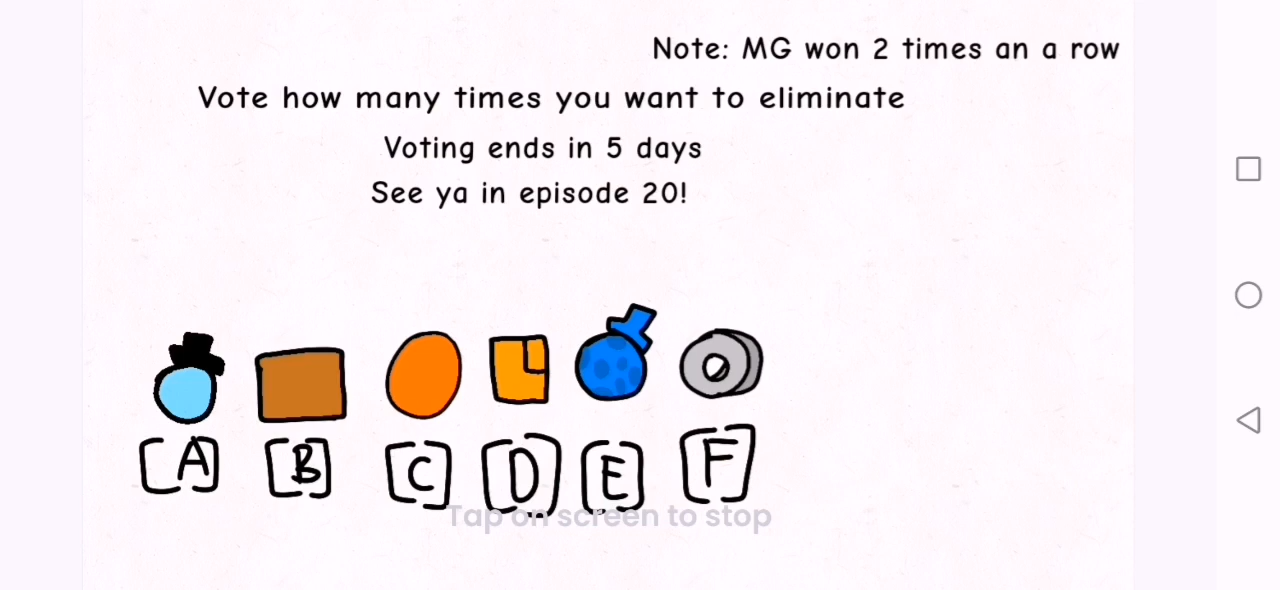 Note: MG won 2 times an a row
Vote how many times you want to eliminate
Voting ends in 5 days
See ya in episode 20!
[A] [B] [C] [D] [E] [F]
Tap on screen to stop